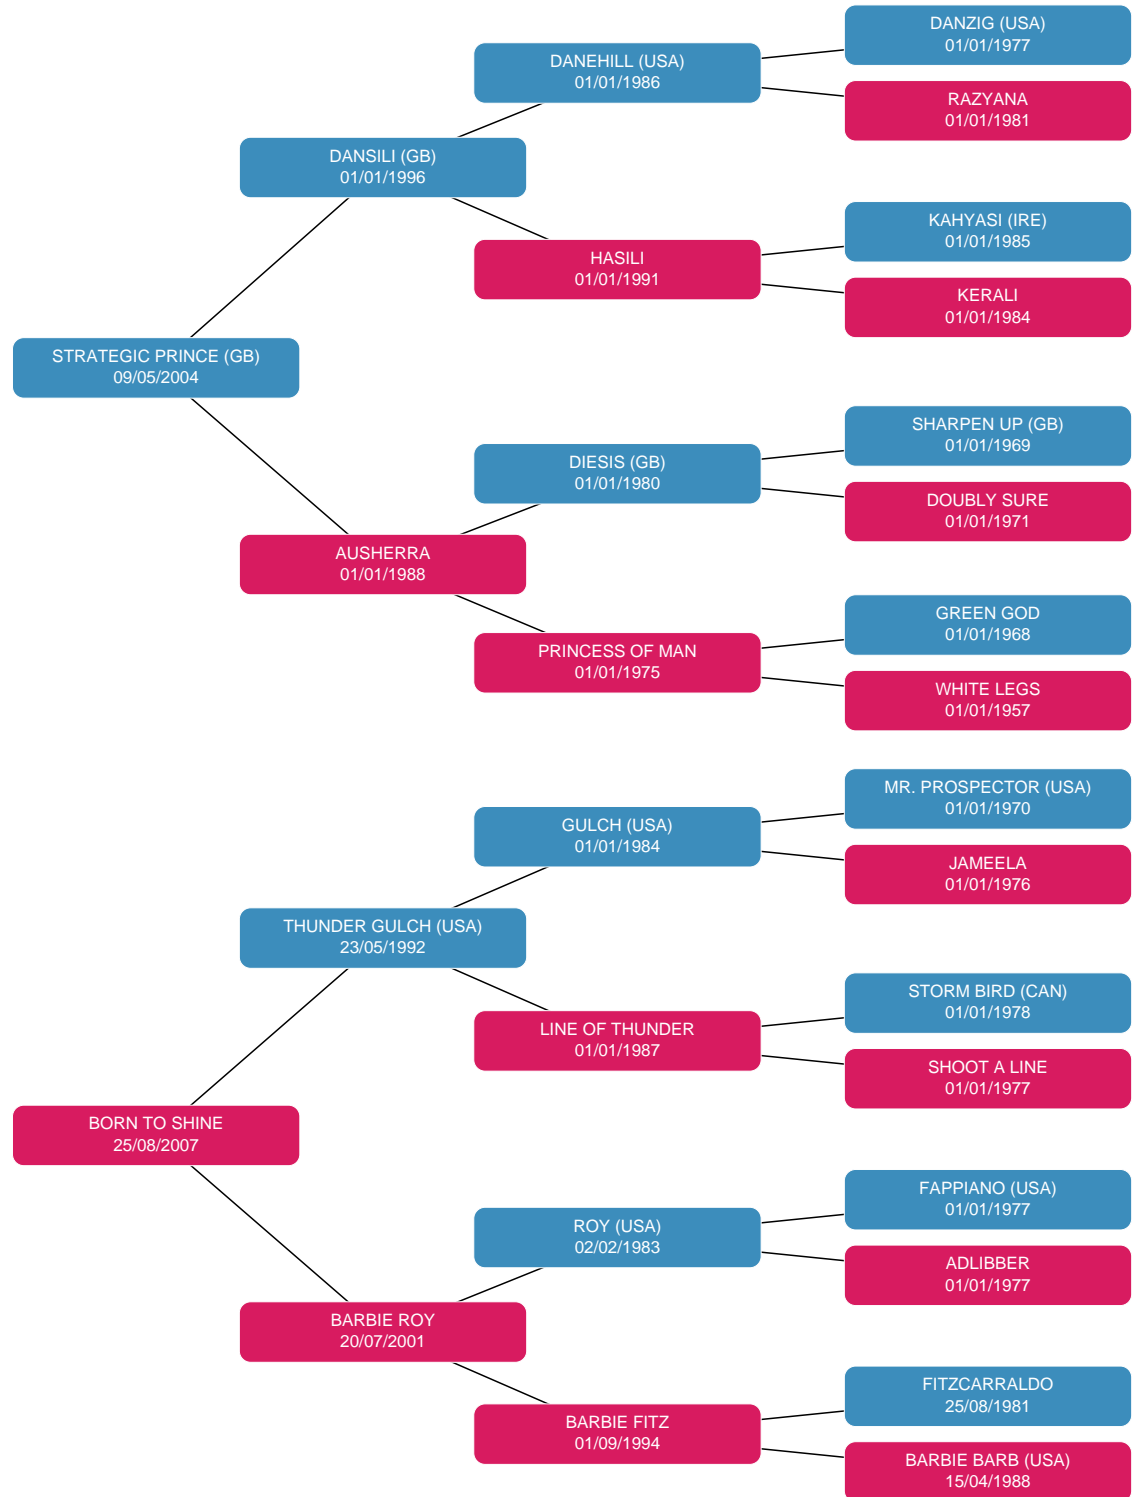 DANZIG (USA)
01/01/1977
DANEHILL (USA)
01/01/1986
RAZYANA
01/01/1981
DANSILI (GB)
01/01/1996
KAHYASI (IRE)
01/01/1985
HASILI
01/01/1991
KERALI
01/01/1984
STRATEGIC PRINCE (GB)
09/05/2004
SHARPEN UP (GB)
01/01/1969
DIESIS (GB)
01/01/1980
DOUBLY SURE
01/01/1971
AUSHERRA
01/01/1988
GREEN GOD
01/01/1968
PRINCESS OF MAN
01/01/1975
WHITE LEGS
01/01/1957
MR. PROSPECTOR (USA)
01/01/1970
GULCH (USA)
01/01/1984
JAMEELA
01/01/1976
THUNDER GULCH (USA)
23/05/1992
STORM BIRD (CAN)
01/01/1978
LINE OF THUNDER
01/01/1987
SHOOT A LINE
01/01/1977
BORN TO SHINE
25/08/2007
FAPPIANO (USA)
01/01/1977
ROY (USA)
02/02/1983
ADLIBBER
01/01/1977
BARBIE ROY
20/07/2001
FITZCARRALDO
25/08/1981
BARBIE FITZ
01/09/1994
BARBIE BARB (USA)
15/04/1988